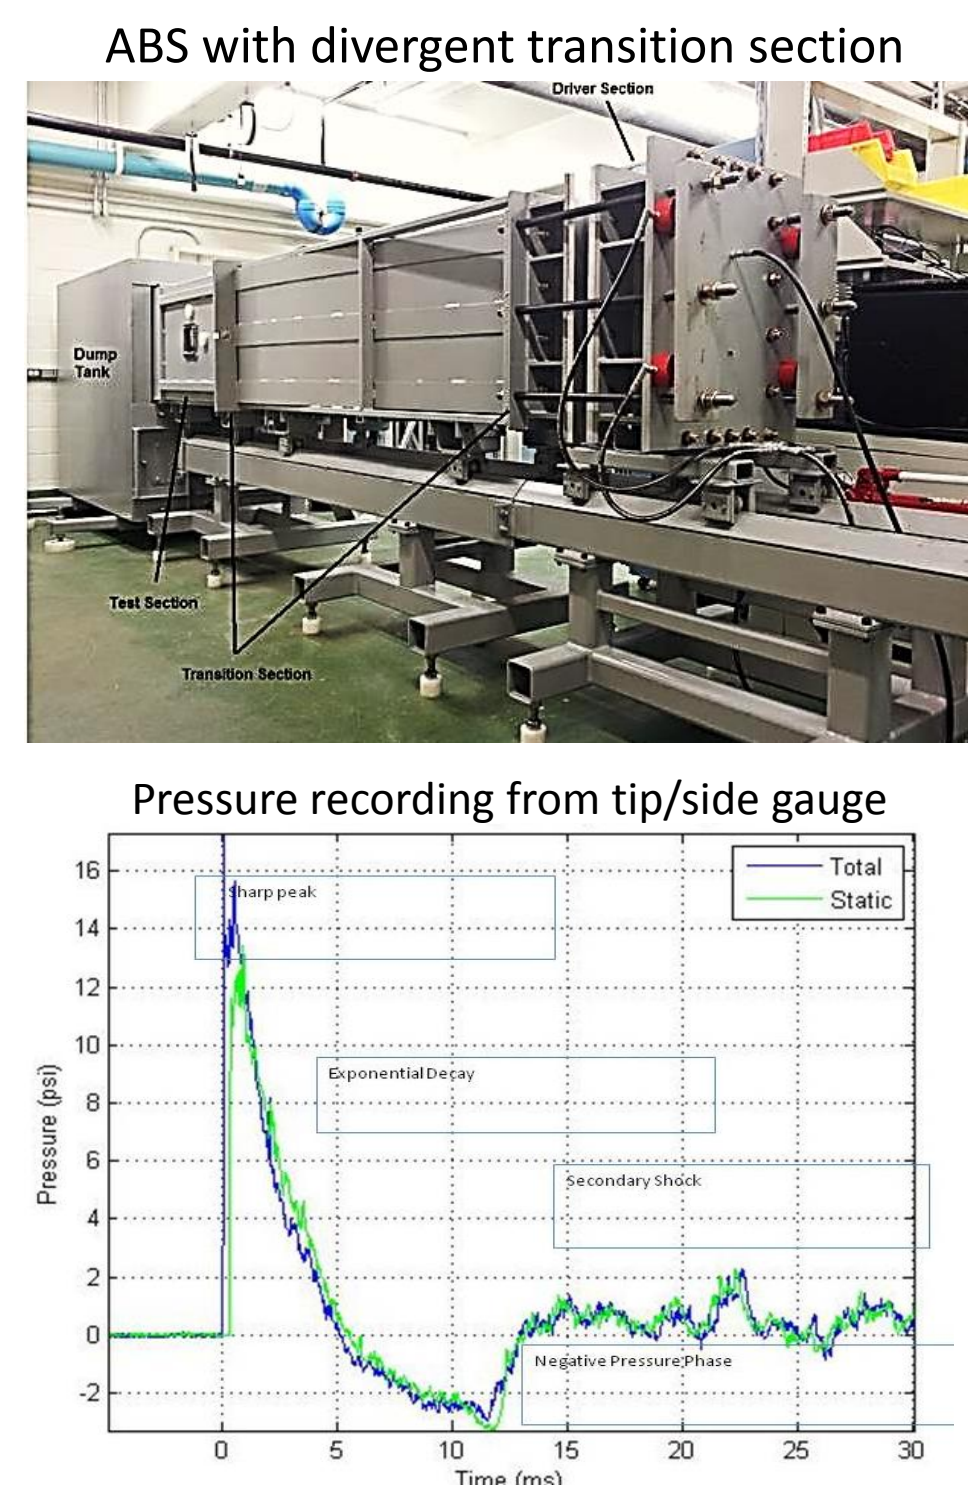 ABS with divergent transition section
Driver Section
Dump
Tank
Test Section
Transition Section
Pressure recording from tip/side gauge
16
14
12
10
8
6
4
2
0
-2
Pressure (psi)
Total
Static
Sharp peak
Exponential Decay
Secondary Shock
Negative Pressure Phase
0 5 10 15 20 25 30
Time (ms)